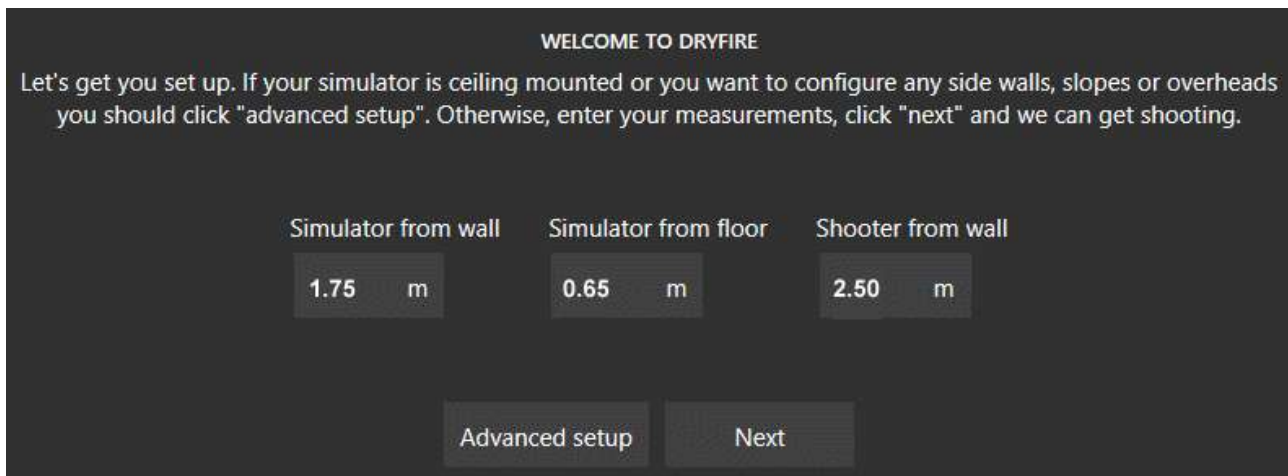 WELCOME TO DRYFIRE
Let's get you set up. If your simulator is ceiling mounted or you want to configure any side walls, slopes or overheads
you should click "advanced setup". Otherwise, enter your measurements, click "next" and we can get shooting.
Simulator from wall Simulator from floor Shooter from wall
1.75 m 0.65 m 2.50 m
Advanced setup Next